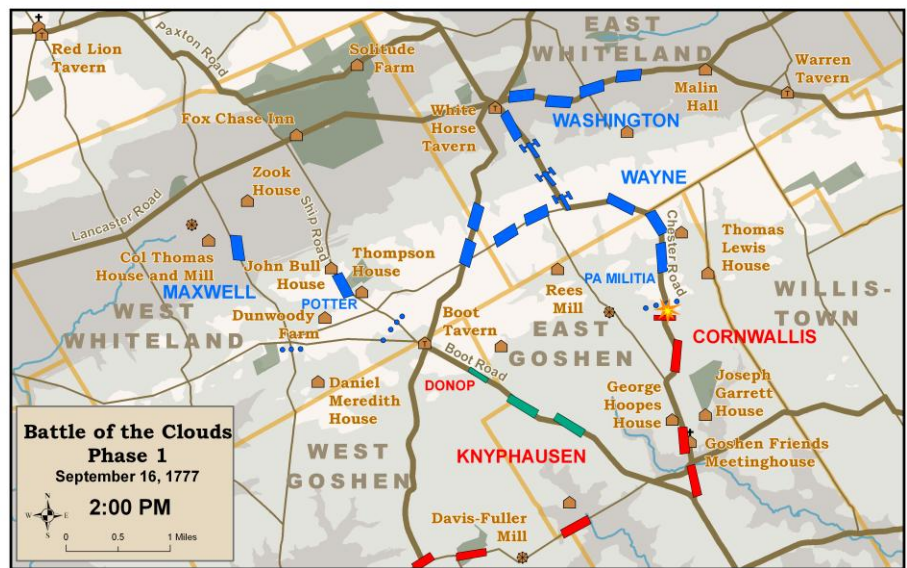 Red Lion
Tavern
Paxton Road
Solitude
Farm
EAST
WHITELAND
Warren
Tavern
Malin
Hall
White
Horse
Tavern
WASHINGTON
Fox Chase Inn
Zook
House
WAYNE
Lancaster Road
Ship Road
Chester Road
Thomas
Lewis
House
Col Thomas
House and Mill
MAXWELL
John Bull
House
Thompson
House
POTTER
Rees
Mill
PA MILITIA
WILLIS-
TOWN
WEST
WHITELAND
Dunwoody
Farm
Boot
Tavern
EAST
GOSHEN
CORNWALLIS
Boot Road
DONOP
Daniel
Meredith
House
George
Hoopes
House
Joseph
Garrett
House
WEST
GOSHEN
KNYPHAUSEN
Goshen Friends
Meetinghouse
Davis-Fuller
Mill
Battle of the Clouds
Phase 1
September 16, 1777
2:00 PM
N
W E
S
0 0.5 1 Miles